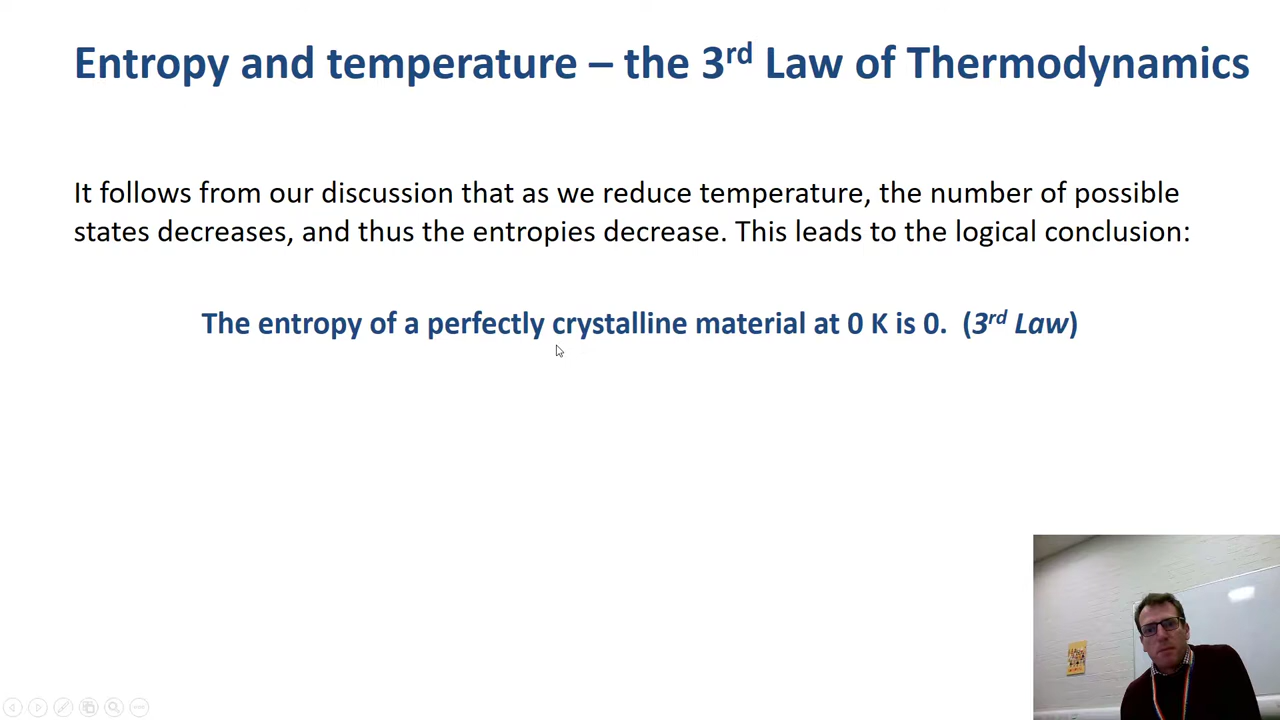 Entropy and temperature – the 3rd Law of Thermodynamics
It follows from our discussion that as we reduce temperature, the number of possible
states decreases, and thus the entropies decrease. This leads to the logical conclusion:
The entropy of a perfectly crystalline material at 0 K is 0. (3rd Law)